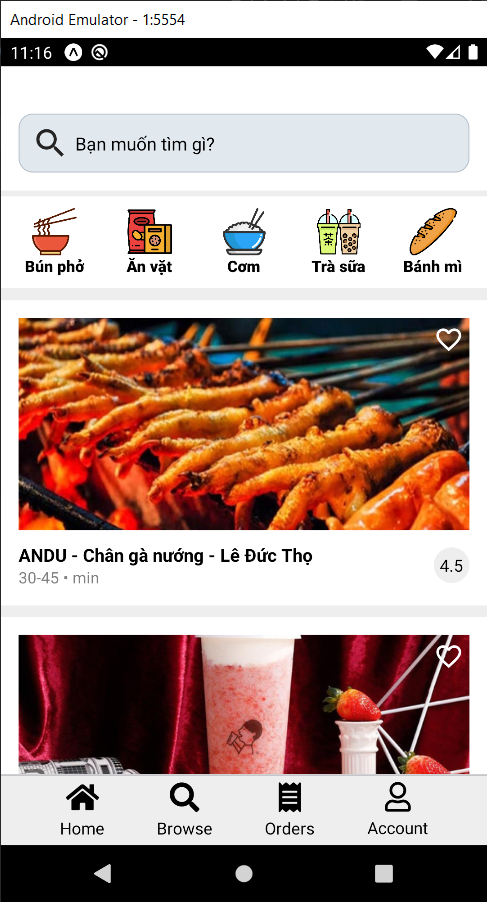 Android Emulator - 1:5554
11:16
Bạn muốn tìm gì?
Bún phở Ăn vặt Cơm Trà sữa Bánh mì
茶
ANDU - Chân gà nướng - Lê Đức Thọ
4.5
30-45 • min
Home Browse Orders Account